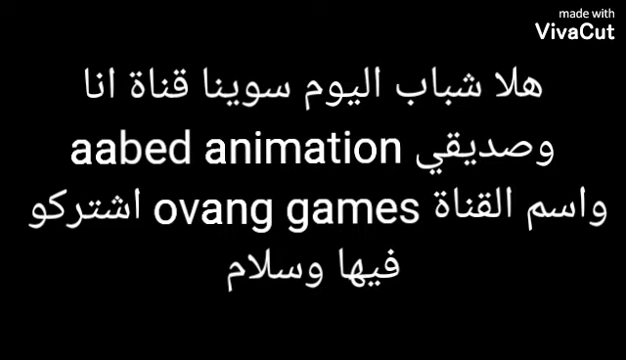 made with
VivaCut
هلا شباب اليوم سوينا قناة انا
وصديقي aabed animation
واسم القناة ovang games اشتركو
فيها وسلام